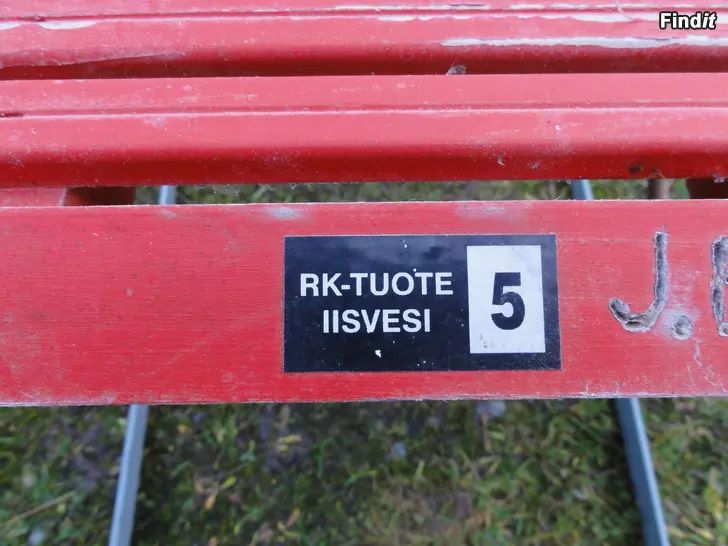 Findit
RK-TUOTE
IISVESI
5
J.